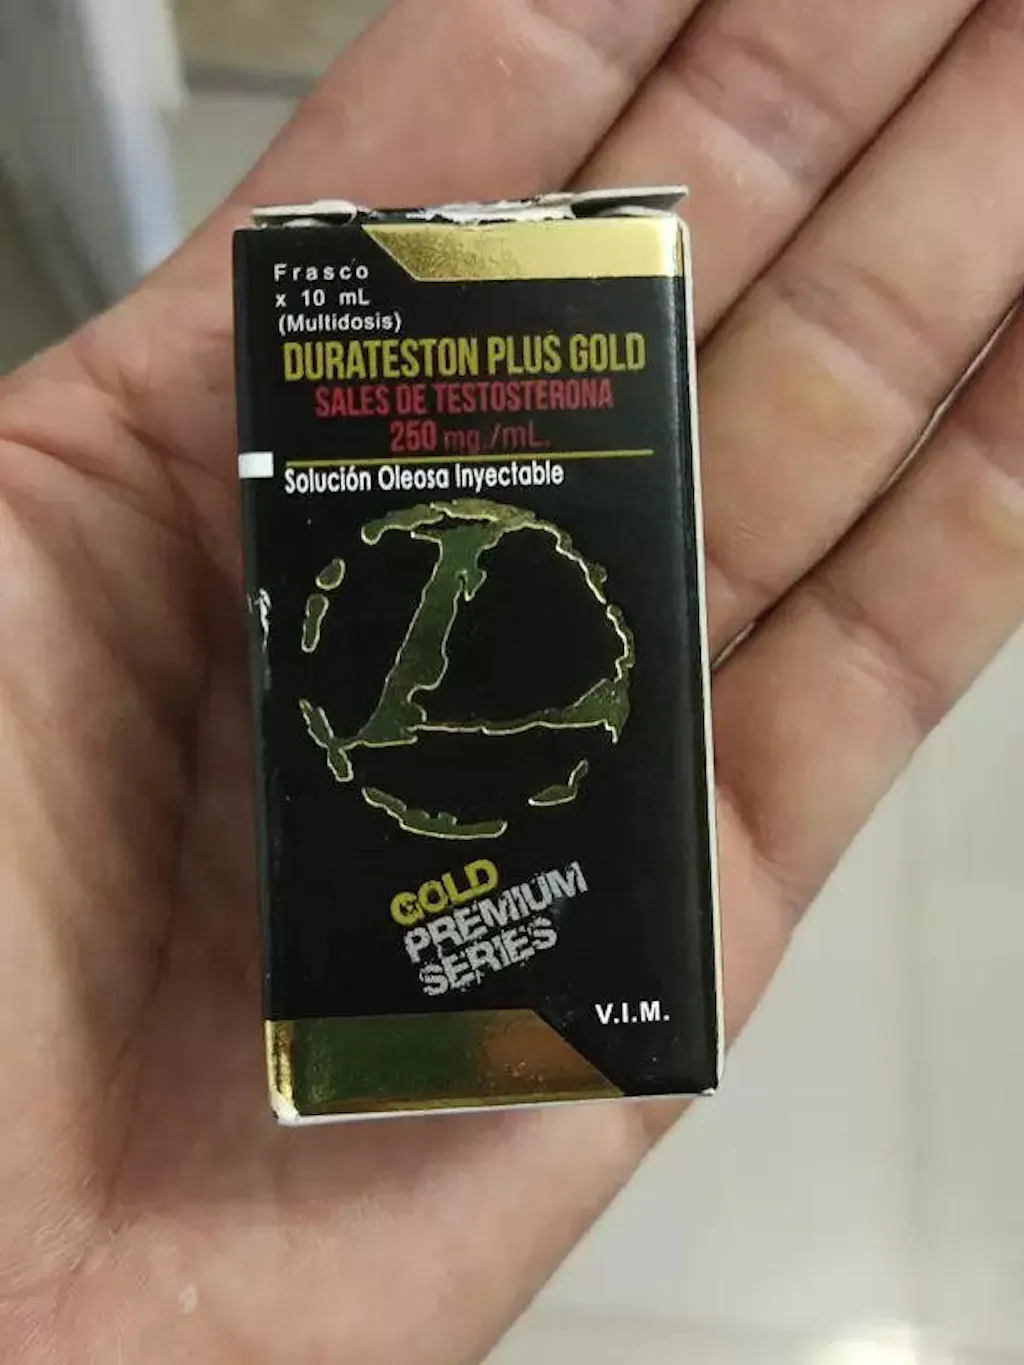 Frasco
x 10 mL
(Multidosis)
DURATESTON PLUS GOLD
SALES DE TESTOSTERONA
250 mg./mL.
Solución Oleosa Inyectable
GOLD
PREMIUM
SERIES
V.I.M.